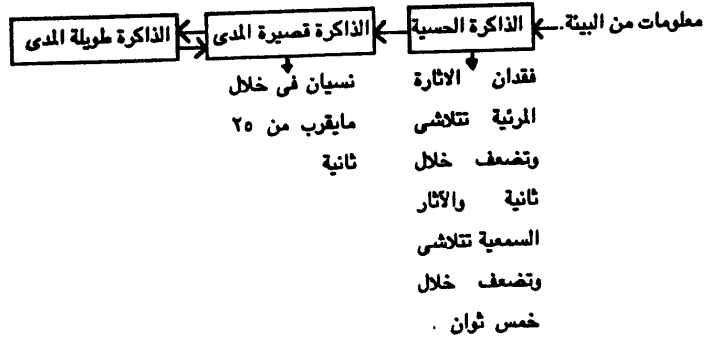 معلومات من البيئة.
الذاكرة الحسية
الذاكرة قصيرة المدى
الذاكرة طويلة المدى
فقدان الاثارة
المرئية تتلاشى
وتضعف خلال
ثانية والآثار
السمعية تتلاشى
وتضعف خلال
خمس ثوان .
نسيان فى خلال
مايقرب من ٢٥
ثانية